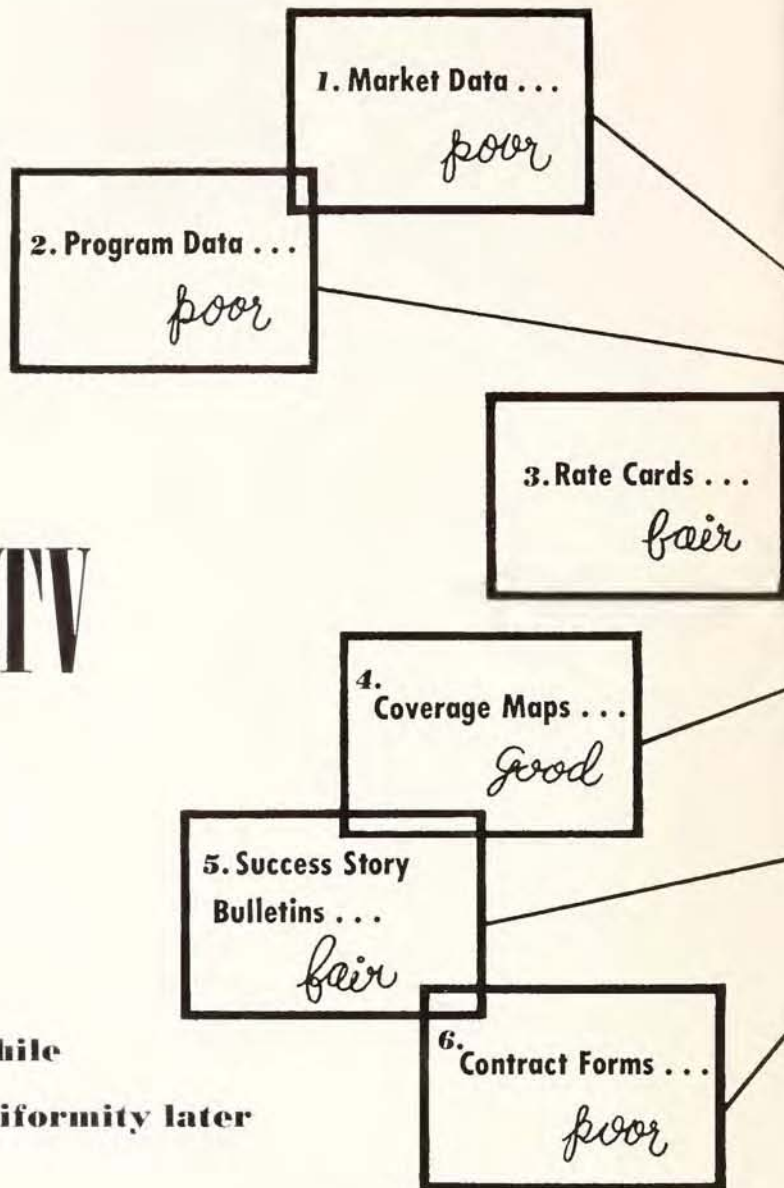 1. Market Data . . .
poor
2. Program Data . . .
poor
3. Rate Cards . . .
fair
TV
4.
Coverage Maps . . .
good
5. Success Story
Bulletins . . .
fair
6.
Contract Forms . . .
poor
hile
iformity later